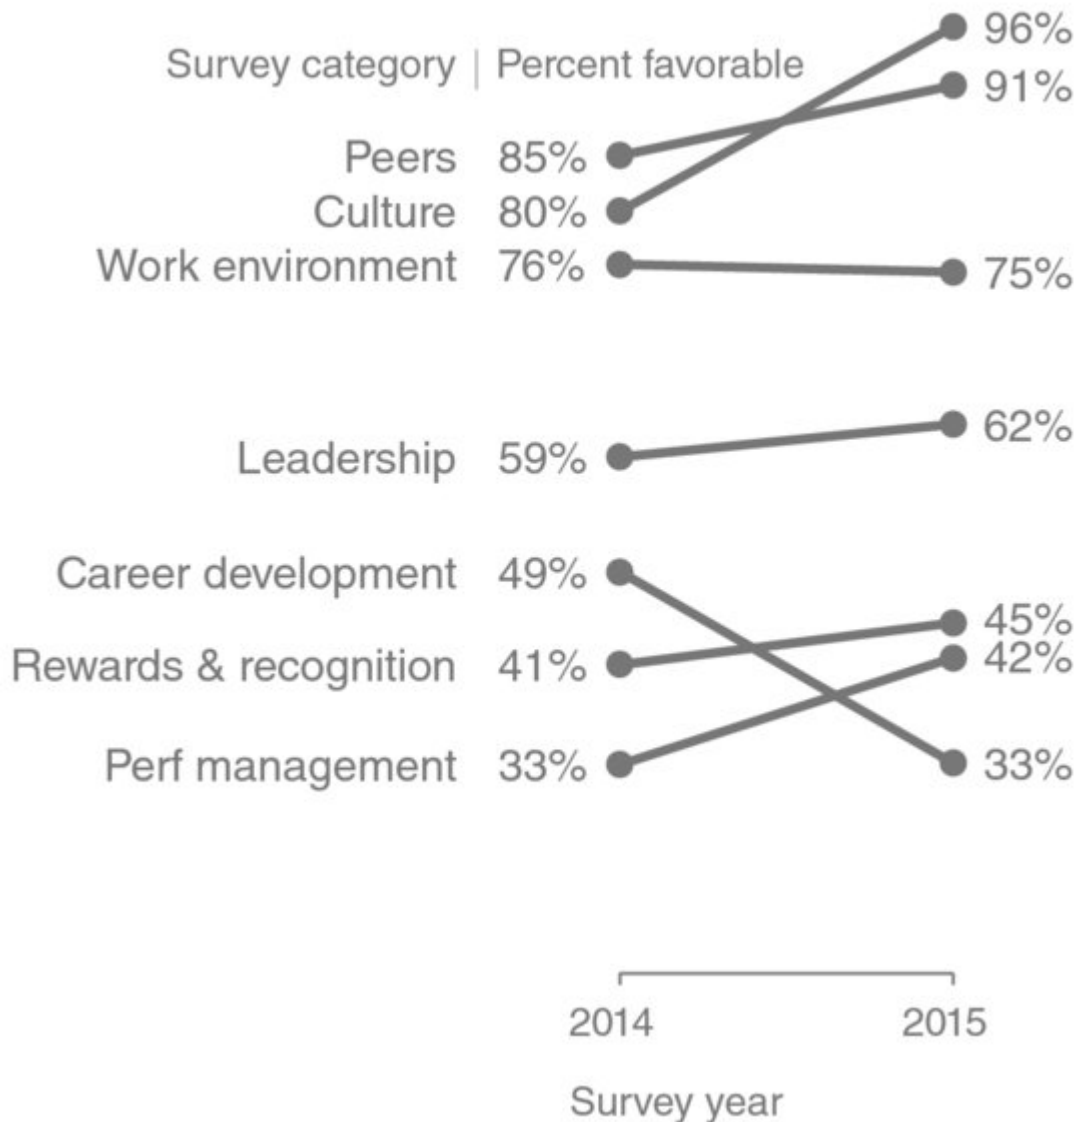 96%
Survey category | Percent favorable
91%
Peers 85%
Culture 80%
Work environment 76% 75%
62%
Leadership 59%
Career development 49%
45%
Rewards & recognition 41% 42%
Perf management 33% 33%
2014 2015
Survey year